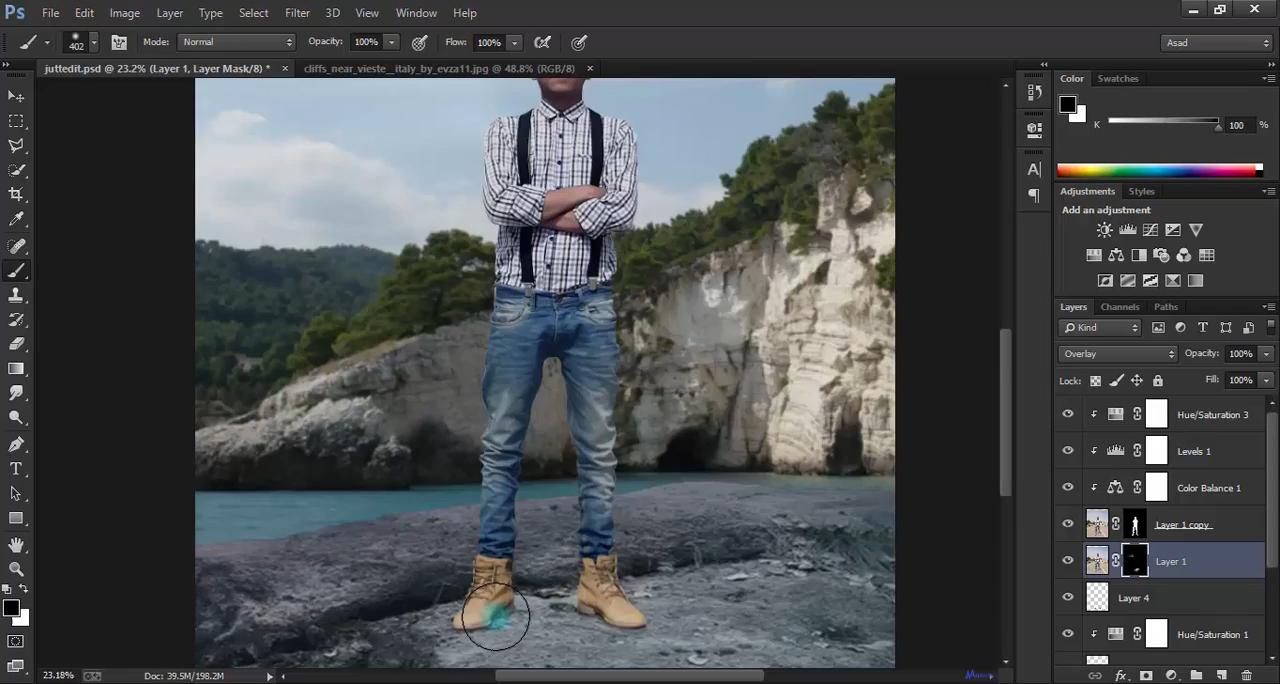 Ps File Edit Image Layer Type Select Filter 3D View Window Help
402 Mode: Normal Opacity: 100% Flow: 100% Asad
juttedit.psd @ 23.2% (Layer 1, Layer Mask/8) * × cliffs_near_vieste__italy_by_evza11.jpg @ 48.8% (RGB/8) ×
Color Swatches
K 100 %
Adjustments Styles
Add an adjustment
Layers Channels Paths
Kind
Overlay Opacity: 100%
Lock: Fill: 100%
Hue/Saturation 3
Levels 1
Color Balance 1
Layer 1 copy
Layer 1
Layer 4
Hue/Saturation 1
23.18% Doc: 39.5M/198.2M